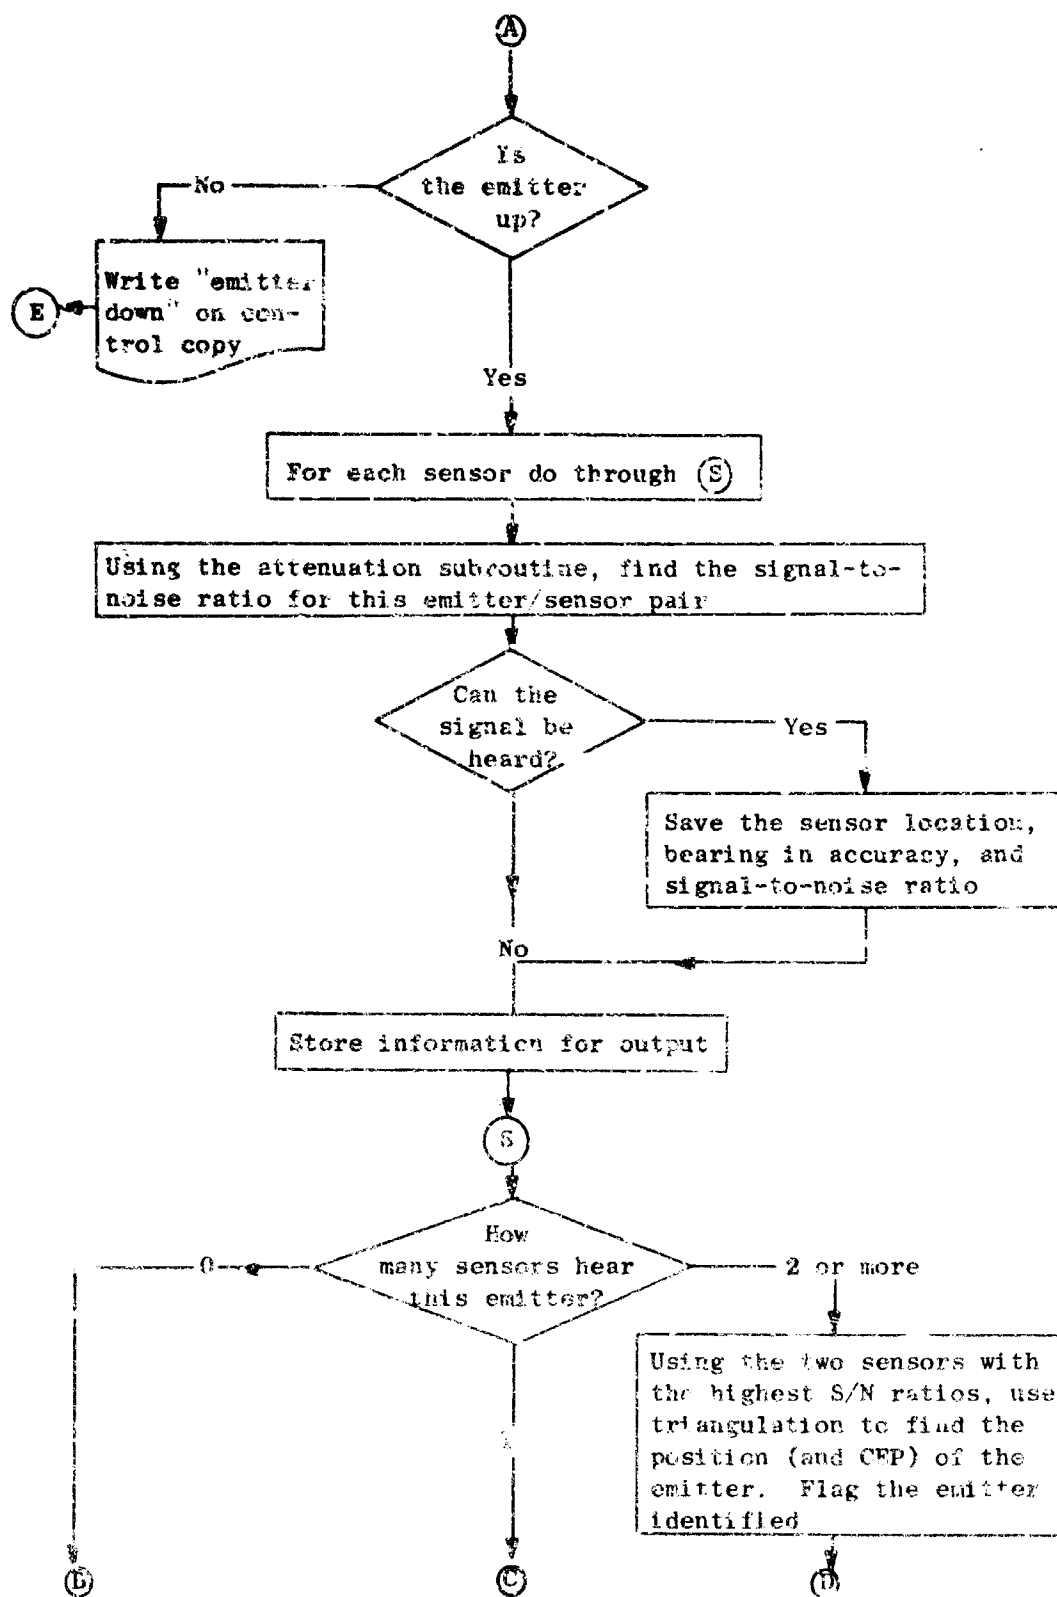 A
Is
the emitter
up?
No
Write "emitter
down" on con-
trol copy
E
Yes
For each sensor do through S
Using the attenuation subroutine, find the signal-to-
noise ratio for this emitter/sensor pair
Can the
signal be
heard?
Yes
Save the sensor location,
bearing in accuracy, and
signal-to-noise ratio
No
Store information for output
S
How
many sensors hear
this emitter?
0
2 or more
Using the two sensors with
the highest S/N ratios, use
triangulation to find the
position (and CEP) of the
emitter. Flag the emitter
identified
1
C
D